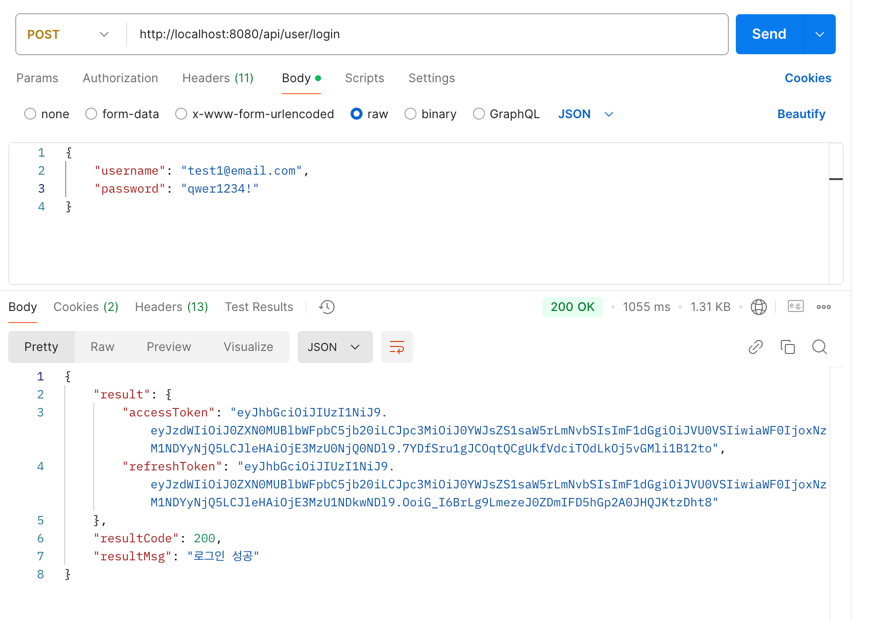 POST http://localhost:8080/api/user/login Send
Params Authorization Headers (11) Body Scripts Settings Cookies
none form-data x-www-form-urlencoded raw binary GraphQL JSON Beautify
1 {
2 "username": "test1@email.com",
3 "password": "qwer1234!"
4 }
Body Cookies (2) Headers (13) Test Results 200 OK 1055 ms 1.31 KB e.g.
Pretty Raw Preview Visualize JSON
1 {
2 "result": {
3 "accessToken": "eyJhbGciOiJIUzI1NiJ9.
eyJzdWIiOiJ0ZXN0MUBlbWFpbC5jb20iLCJpc3MiOiJ0YWJsZS1saW5rLmNvbSIsImF1dGgiOiJVU0VSIiwiaWF0IjoxNz
M1NDYyNjQ5LCJleHAiOjE3MzU0NjQ0NDl9.7YDfSru1gJCOqtQCgUkfVdciTOdLkOj5vGMli1B12to",
4 "refreshToken": "eyJhbGciOiJIUzI1NiJ9.
eyJzdWIiOiJ0ZXN0MUBlbWFpbC5jb20iLCJpc3MiOiJ0YWJsZS1saW5rLmNvbSIsImF1dGgiOiJVU0VSIiwiaWF0IjoxNz
M1NDYyNjQ5LCJleHAiOjE3MzU1NDkwNDl9.OoiG_I6BrLg9LmezeJ0ZDmIFD5hGp2A0JHQJKtzDht8"
5 },
6 "resultCode": 200,
7 "resultMsg": "로그인 성공"
8 }